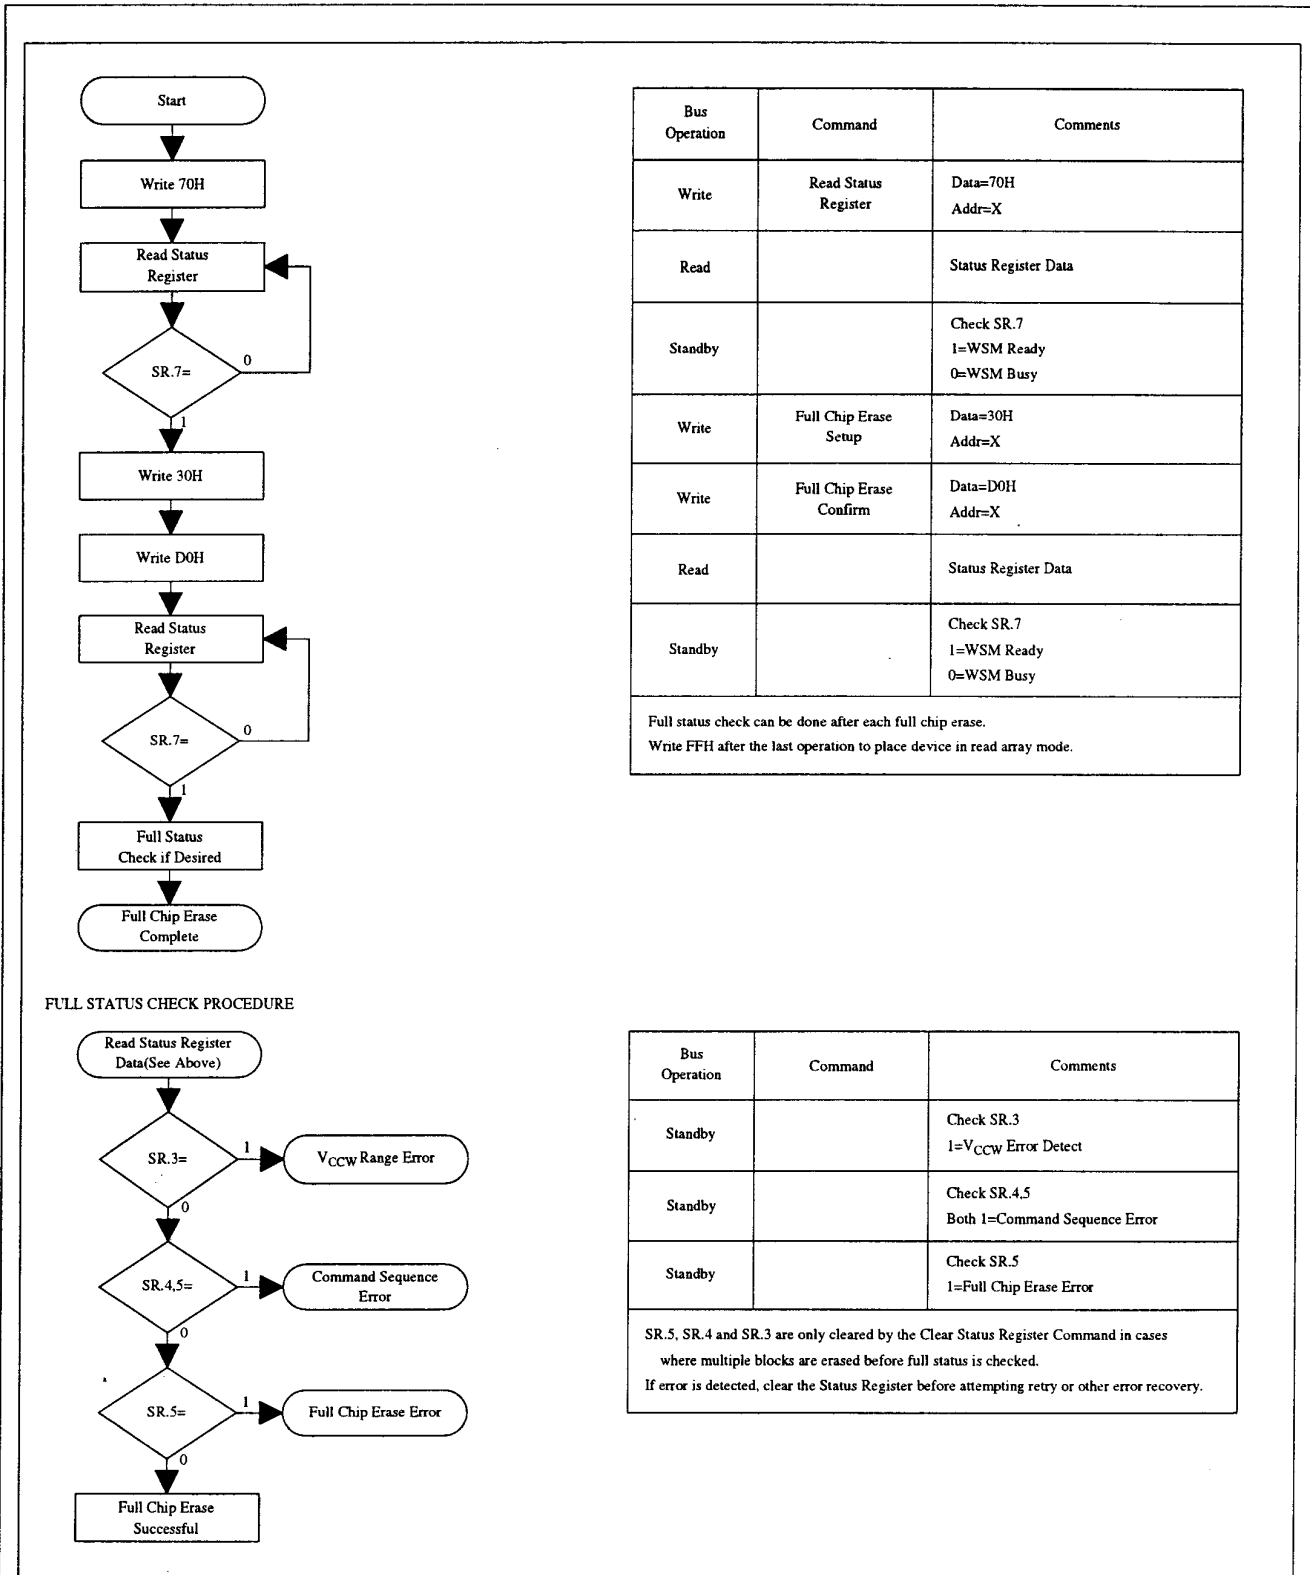 Start
Write 70H
Read Status
Register
SR.7=
0
1
Write 30H
Write D0H
Read Status
Register
SR.7=
0
1
Full Status
Check if Desired
Full Chip Erase
Complete
Bus
Operation
Command
Comments
Write
Read Status
Register
Data=70H
Addr=X
Read
Status Register Data
Standby
Check SR.7
1=WSM Ready
0=WSM Busy
Write
Full Chip Erase
Setup
Data=30H
Addr=X
Write
Full Chip Erase
Confirm
Data=D0H
Addr=X
Read
Status Register Data
Standby
Check SR.7
1=WSM Ready
0=WSM Busy
Full status check can be done after each full chip erase.
Write FFH after the last operation to place device in read array mode.
FULL STATUS CHECK PROCEDURE
Read Status Register
Data(See Above)
SR.3=
1
VCCW Range Error
0
SR.4,5=
1
Command Sequence
Error
0
SR.5=
1
Full Chip Erase Error
0
Full Chip Erase
Successful
Bus
Operation
Command
Comments
Standby
Check SR.3
1=VCCW Error Detect
Standby
Check SR.4,5
Both 1=Command Sequence Error
Standby
Check SR.5
1=Full Chip Erase Error
SR.5, SR.4 and SR.3 are only cleared by the Clear Status Register Command in cases
where multiple blocks are erased before full status is checked.
If error is detected, clear the Status Register before attempting retry or other error recovery.